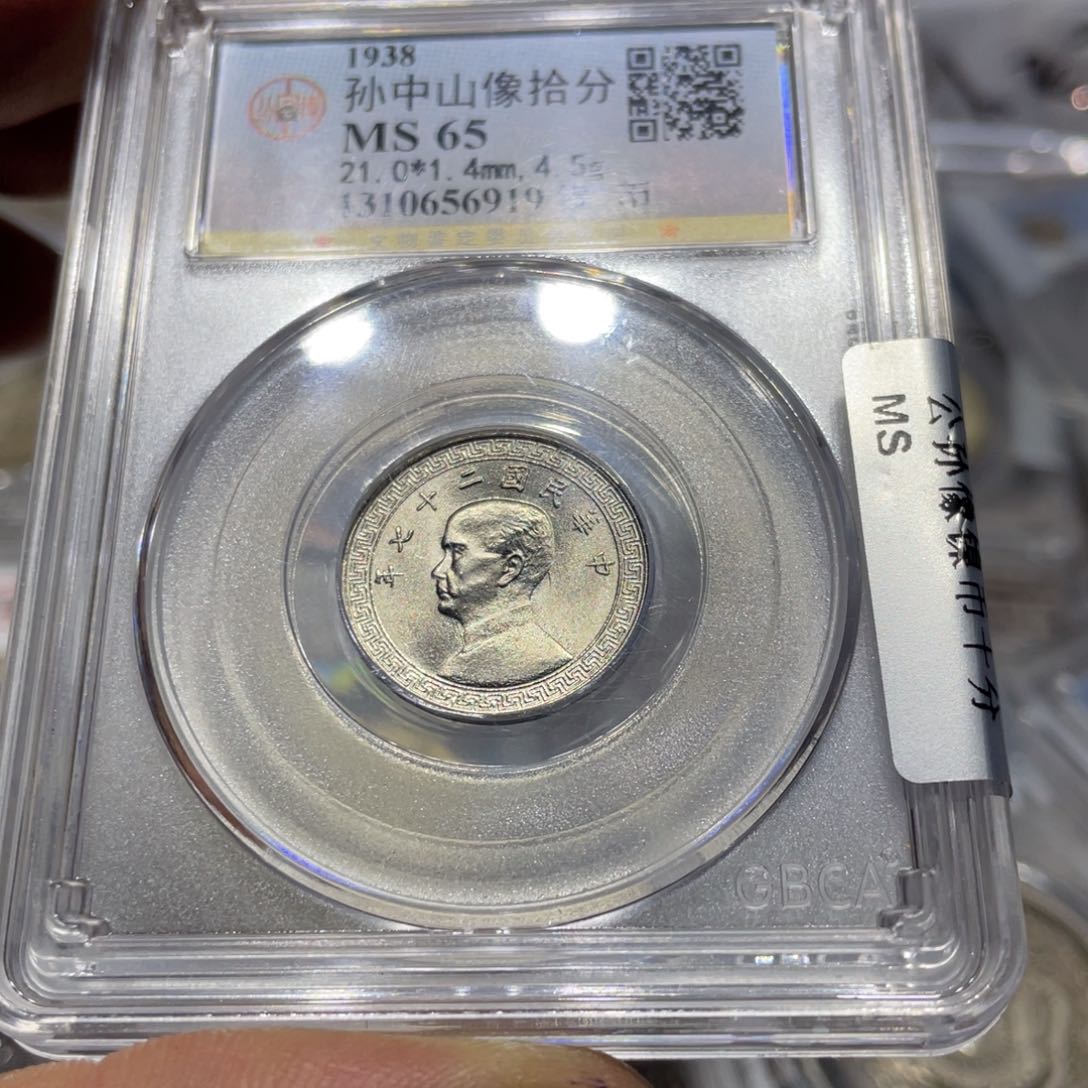 1938
孙中山像拾分
MS 65
21.0*1.4mm,4.5g
1310656919
中華民國二十七年
公孙像镍币十分
MS
GBCA